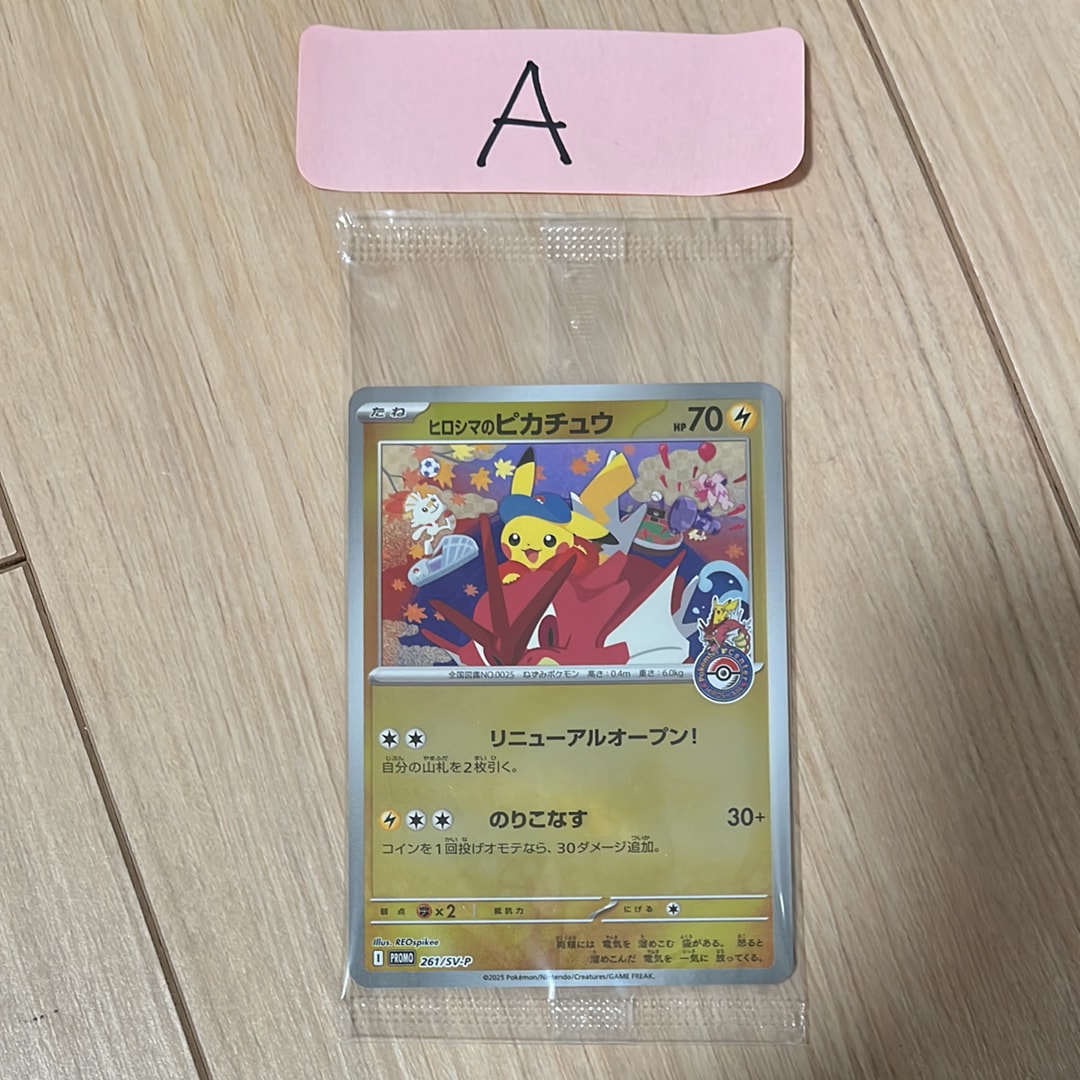 A
たね ヒロシマのピカチュウ HP70
全国図鑑NO.0025 ねずみポケモン 高さ:0.4m 重さ:6.0kg
Pokémon Center
リニューアルオープン!
自分の山札を2枚引く。
のりこなす 30+
コインを1回投げオモテなら、30ダメージ追加。
弱点 ×2 抵抗力 にげる
Illus. REOspikee
両頬には 電気を 溜めこむ 袋がある。 怒ると
溜めこんだ 電気を 一気に 放ってくる。
I PROMO 261/SV-P
©2025 Pokémon/Nintendo/Creatures/GAME FREAK.